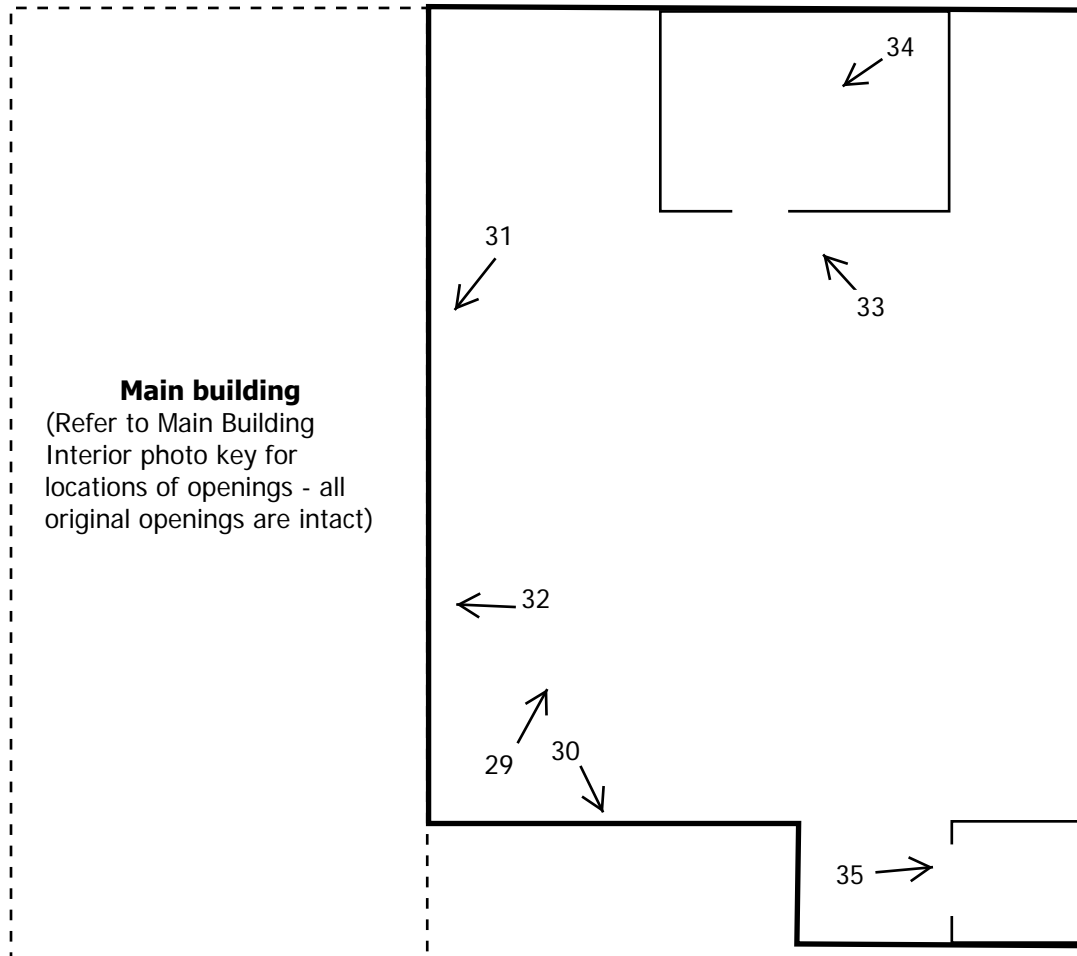 34
31
33
Main building
(Refer to Main Building
Interior photo key for
locations of openings - all
original openings are intact)
32
29
30
35